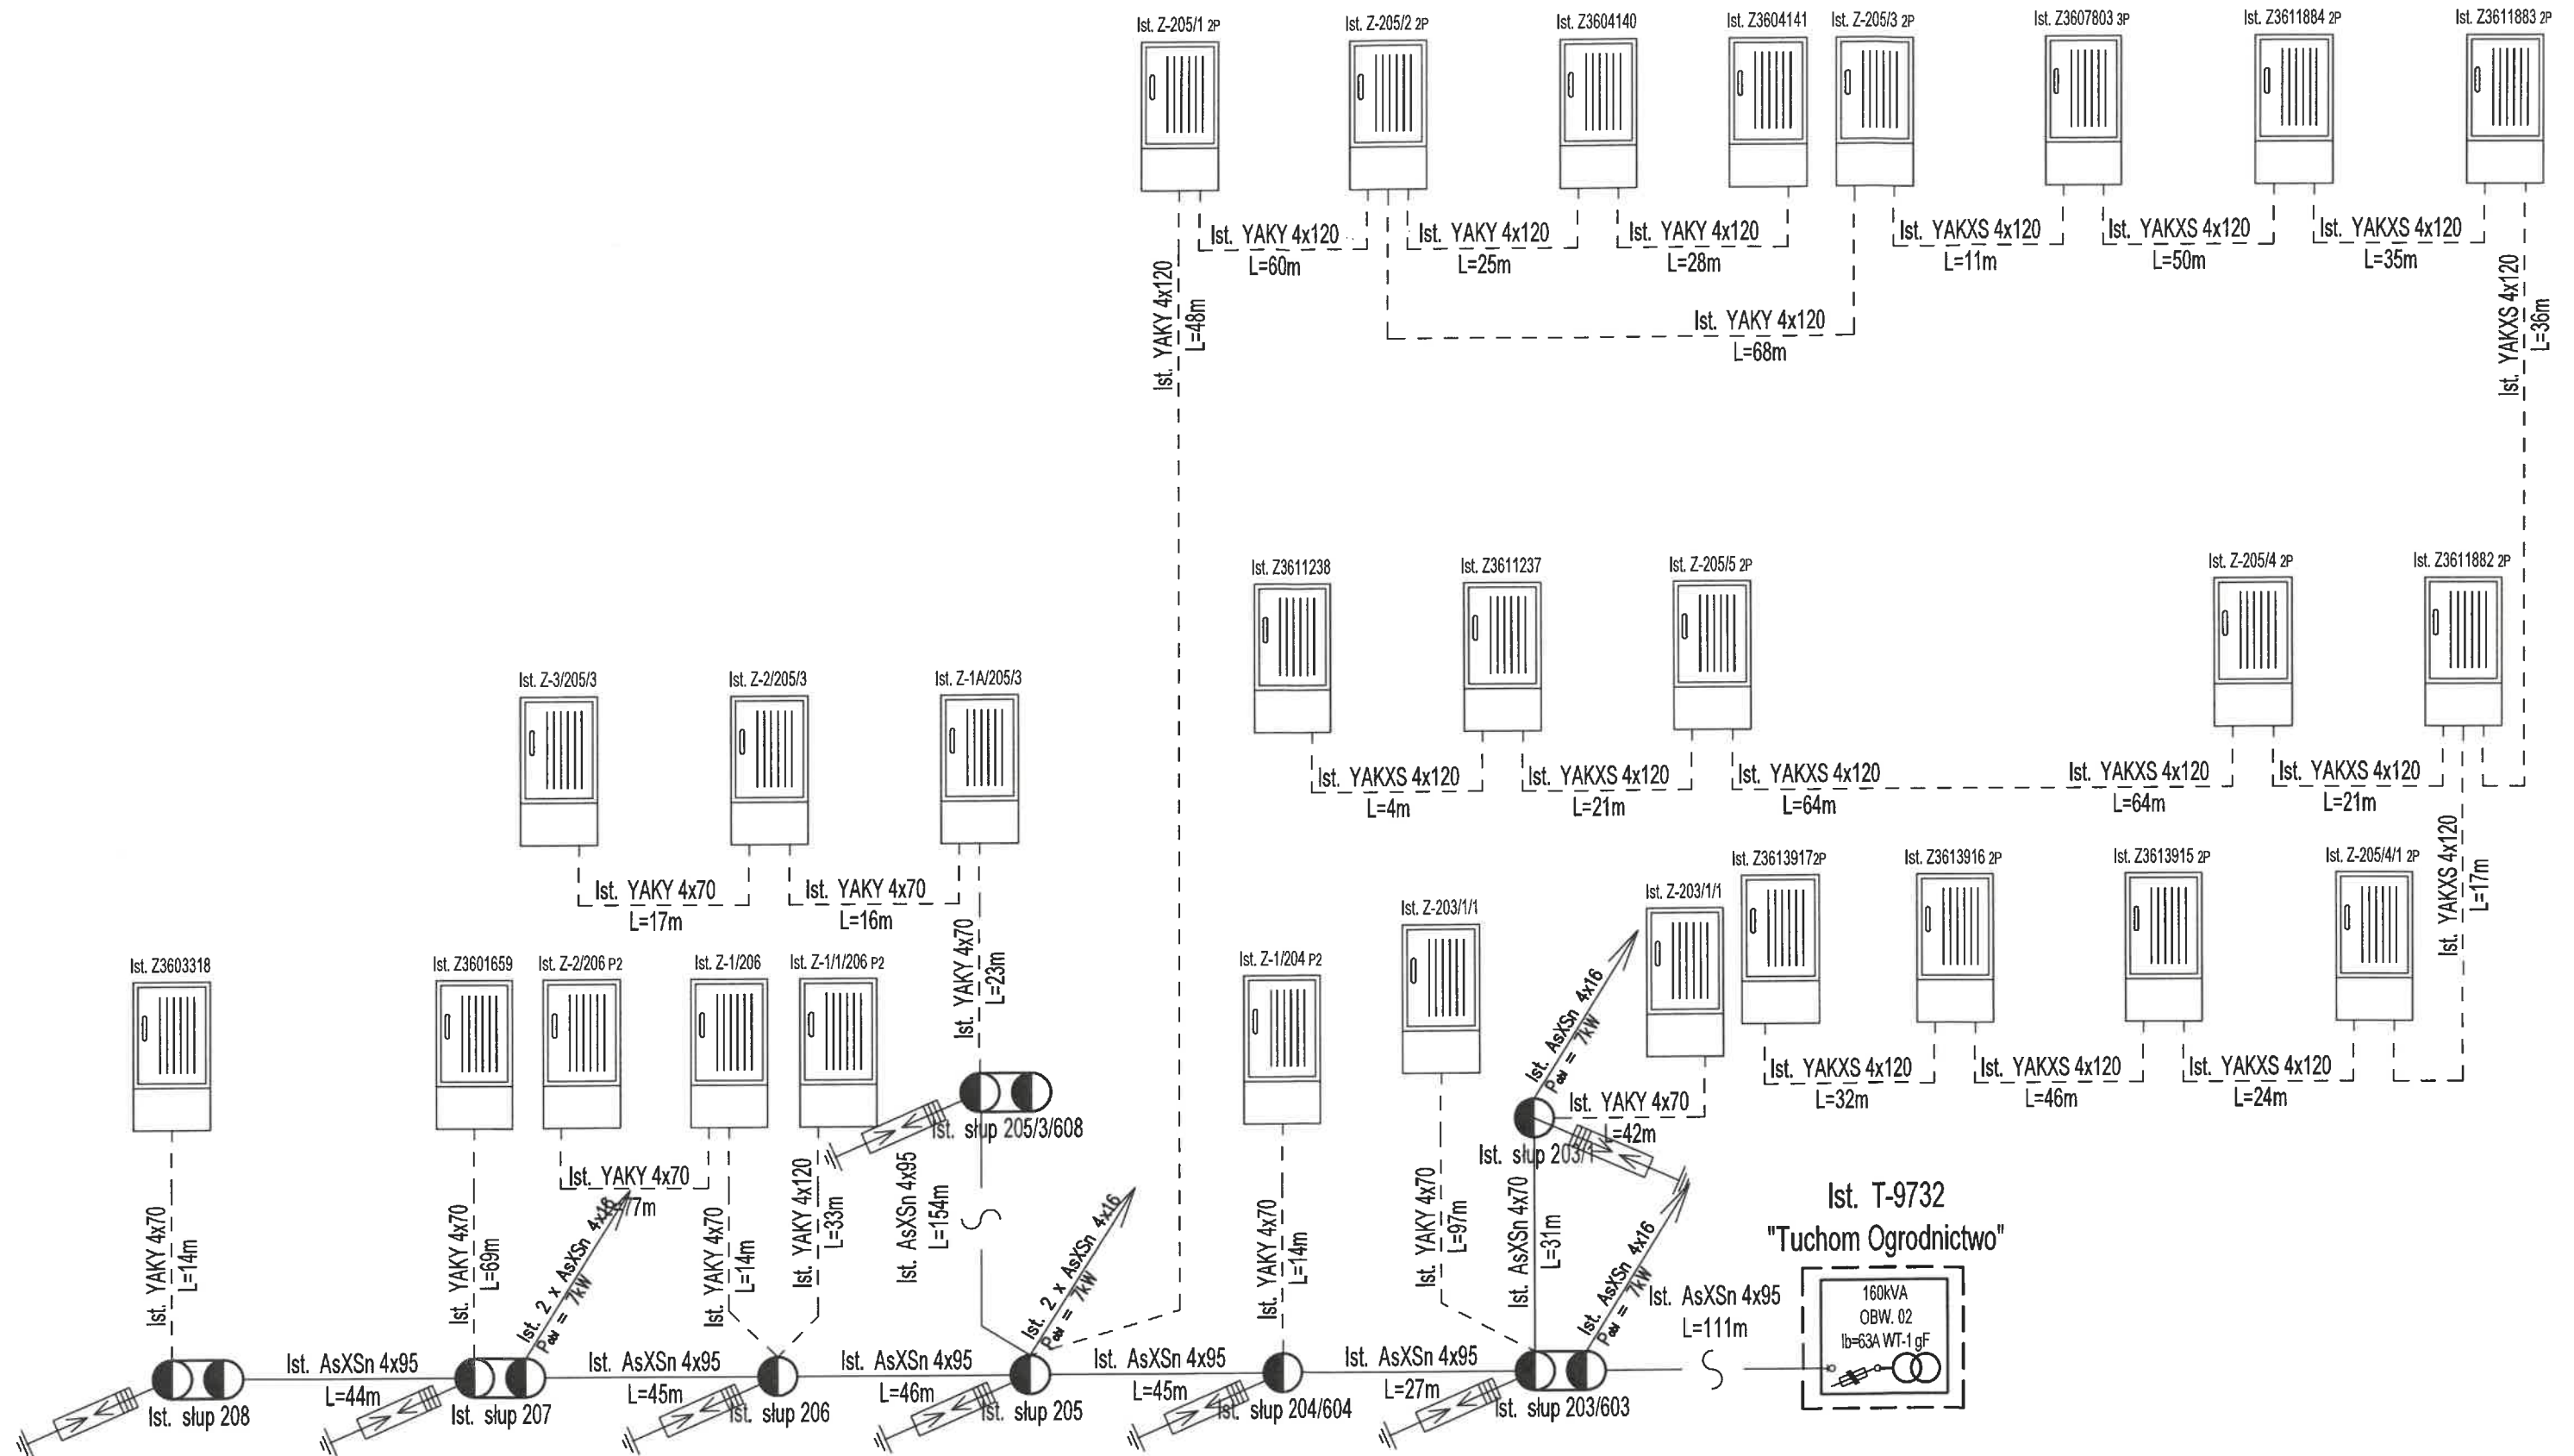 Ist. Z-205/1 2P
Ist. Z-205/2 2P
Ist. Z3604140
Ist. Z3604141
Ist. Z-205/3 2P
Ist. Z3607803 3P
Ist. Z3611884 2P
Ist. Z3611883 2P
Ist. YAKY 4x120
L=60m
Ist. YAKY 4x120
L=25m
Ist. YAKY 4x120
L=28m
Ist. YAKXS 4x120
L=11m
Ist. YAKXS 4x120
L=50m
Ist. YAKXS 4x120
L=35m
Ist. YAKY 4x120
L=48m
Ist. YAKY 4x120
L=68m
Ist. YAKXS 4x120
L=36m
Ist. Z3611238
Ist. Z3611237
Ist. Z-205/5 2P
Ist. Z-205/4 2P
Ist. Z3611882 2P
Ist. YAKXS 4x120
L=4m
Ist. YAKXS 4x120
L=21m
Ist. YAKXS 4x120
L=64m
Ist. YAKXS 4x120
L=64m
Ist. YAKXS 4x120
L=21m
Ist. YAKXS 4x120
L=17m
Ist. Z-3/205/3
Ist. Z-2/205/3
Ist. Z-1A/205/3
Ist. YAKY 4x70
L=17m
Ist. YAKY 4x70
L=16m
Ist. YAKY 4x70
L=23m
Ist. Z3613917 2P
Ist. Z3613916 2P
Ist. Z3613915 2P
Ist. Z-205/4/1 2P
Ist. YAKXS 4x120
L=32m
Ist. YAKXS 4x120
L=46m
Ist. YAKXS 4x120
L=24m
Ist. Z3603318
Ist. Z3601659
Ist. Z-2/206 P2
Ist. Z-1/206
Ist. Z-1/1/206 P2
Ist. Z-1/204 P2
Ist. Z-203/1/1
Ist. Z-203/1/1
Ist. AsXSn 4x16
Pobl = 7kW
Ist. YAKY 4x70
L=42m
Ist. słup 203/1
Ist. słup 205/3/608
Ist. YAKY 4x70
L=14m
Ist. YAKY 4x70
L=69m
Ist. YAKY 4x70
77m
Ist. 2 x AsXSn 4x16
Pobl = 7kW
Ist. YAKY 4x70
L=14m
Ist. YAKY 4x120
L=33m
Ist. AsXSn 4x95
L=154m
Ist. 2 x AsXSn 4x16
Pobl = 7kW
Ist. YAKY 4x70
L=14m
Ist. YAKY 4x70
L=97m
Ist. AsXSn 4x70
L=31m
Ist. AsXSn 4x16
Pobl = 7kW
Ist. T-9732
"Tuchom Ogrodnictwo"
160kVA
OBW. 02
Ib=63A WT-1 gF
Ist. AsXSn 4x95
L=111m
Ist. AsXSn 4x95
L=44m
Ist. AsXSn 4x95
L=45m
Ist. AsXSn 4x95
L=46m
Ist. AsXSn 4x95
L=45m
Ist. AsXSn 4x95
L=27m
Ist. słup 208
Ist. słup 207
Ist. słup 206
Ist. słup 205
Ist. słup 204/604
Ist. słup 203/603